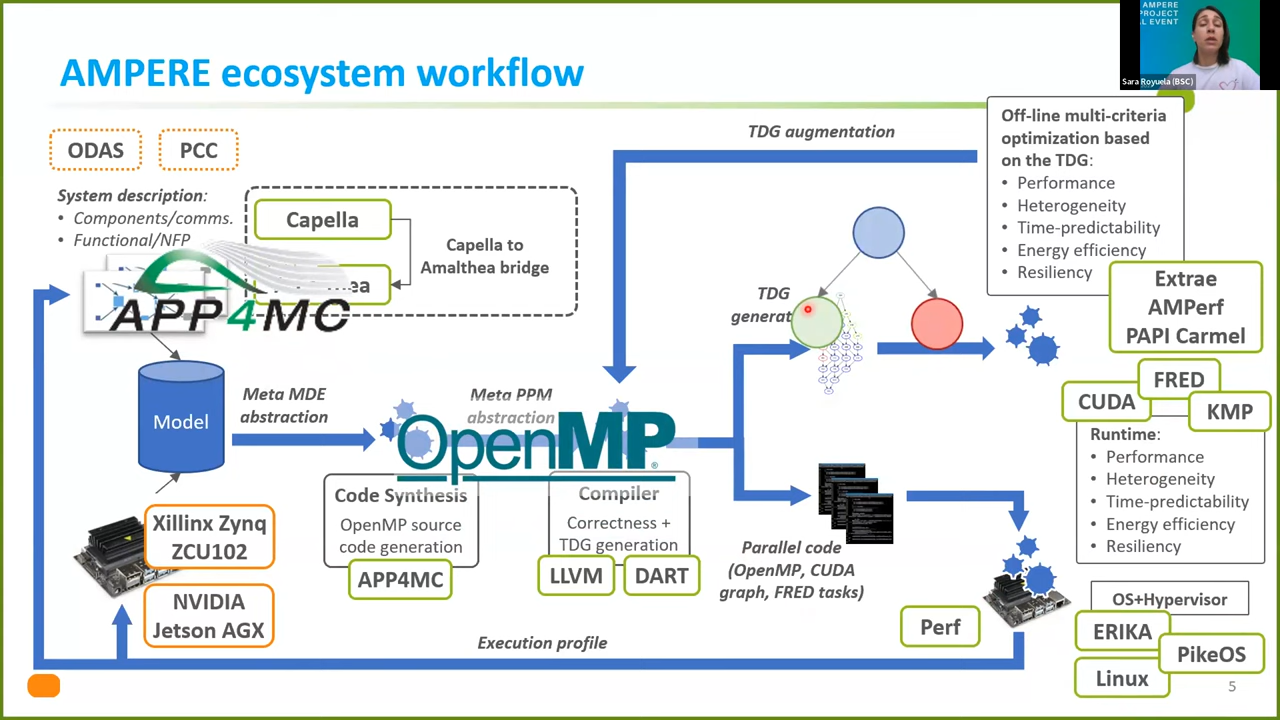 AMPERE
PROJECT
L EVENT
Sara Royuela (BSC)
AMPERE ecosystem workflow
ODAS
PCC
System description:
• Components/comms.
• Functional/NFP
Capella
ea
Capella to
Amalthea bridge
APP4MC
TDG augmentation
Off-line multi-criteria
optimization based
on the TDG:
• Performance
• Heterogeneity
• Time-predictability
• Energy efficiency
• Resiliency
Extrae
AMPerf
PAPI Carmel
TDG
generat
Model
Meta MDE
abstraction
Meta PPM
abstraction
OpenMP
CUDA
FRED
KMP
Runtime:
• Performance
• Heterogeneity
• Time-predictability
• Energy efficiency
• Resiliency
Code Synthesis
OpenMP source
code generation
APP4MC
Compiler
Correctness +
TDG generation
LLVM
DART
Xillinx Zynq
ZCU102
NVIDIA
Jetson AGX
Parallel code
(OpenMP, CUDA
graph, FRED tasks)
Perf
OS+Hypervisor
ERIKA
PikeOS
Linux
Execution profile
5